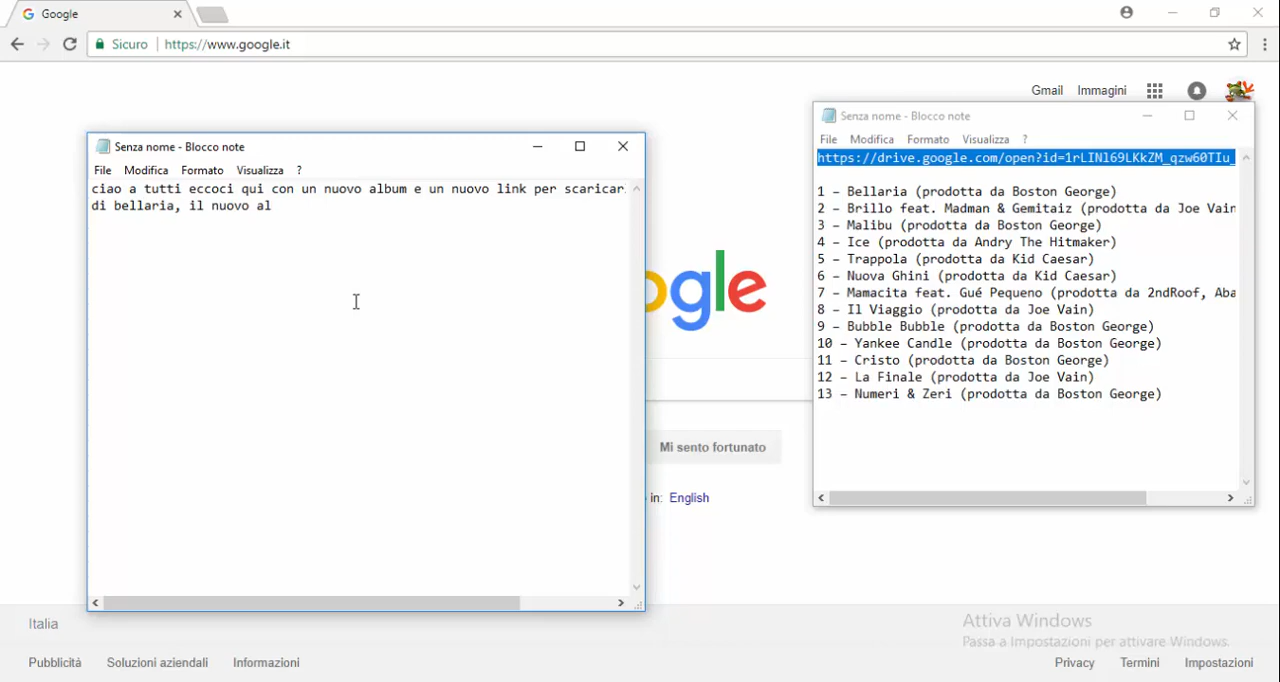 Google
Sicuro
https://www.google.it
Gmail
Immagini
Senza nome - Blocco note
File Modifica Formato Visualizza ?
ciao a tutti eccoci qui con un nuovo album e un nuovo link per scaricar
di bellaria, il nuovo al
Senza nome - Blocco note
File Modifica Formato Visualizza ?
https://drive.google.com/open?id=1rLINl69LKkZM_qzw60TIu_
1 – Bellaria (prodotta da Boston George)
2 – Brillo feat. Madman & Gemitaiz (prodotta da Joe Vain
3 – Malibu (prodotta da Boston George)
4 – Ice (prodotta da Andry The Hitmaker)
5 – Trappola (prodotta da Kid Caesar)
6 – Nuova Ghini (prodotta da Kid Caesar)
7 – Mamacita feat. Gué Pequeno (prodotta da 2ndRoof, Aba
8 – Il Viaggio (prodotta da Joe Vain)
9 – Bubble Bubble (prodotta da Boston George)
10 – Yankee Candle (prodotta da Boston George)
11 – Cristo (prodotta da Boston George)
12 – La Finale (prodotta da Joe Vain)
13 – Numeri & Zeri (prodotta da Boston George)
ogle
Mi sento fortunato
in: English
Italia
Attiva Windows
Passa a Impostazioni per attivare Windows.
Pubblicità Soluzioni aziendali Informazioni
Privacy Termini Impostazioni